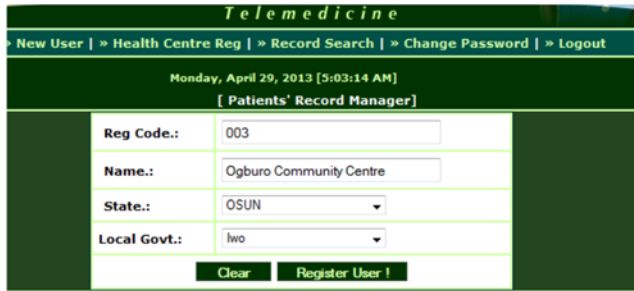 Telemedicine
» New User | » Health Centre Reg | » Record Search | » Change Password | » Logout
Monday, April 29, 2013 [5:03:14 AM]
[ Patients' Record Manager]
Reg Code.: 003
Name.: Ogburo Community Centre
State.: OSUN
Local Govt.: Iwo
Clear Register User !